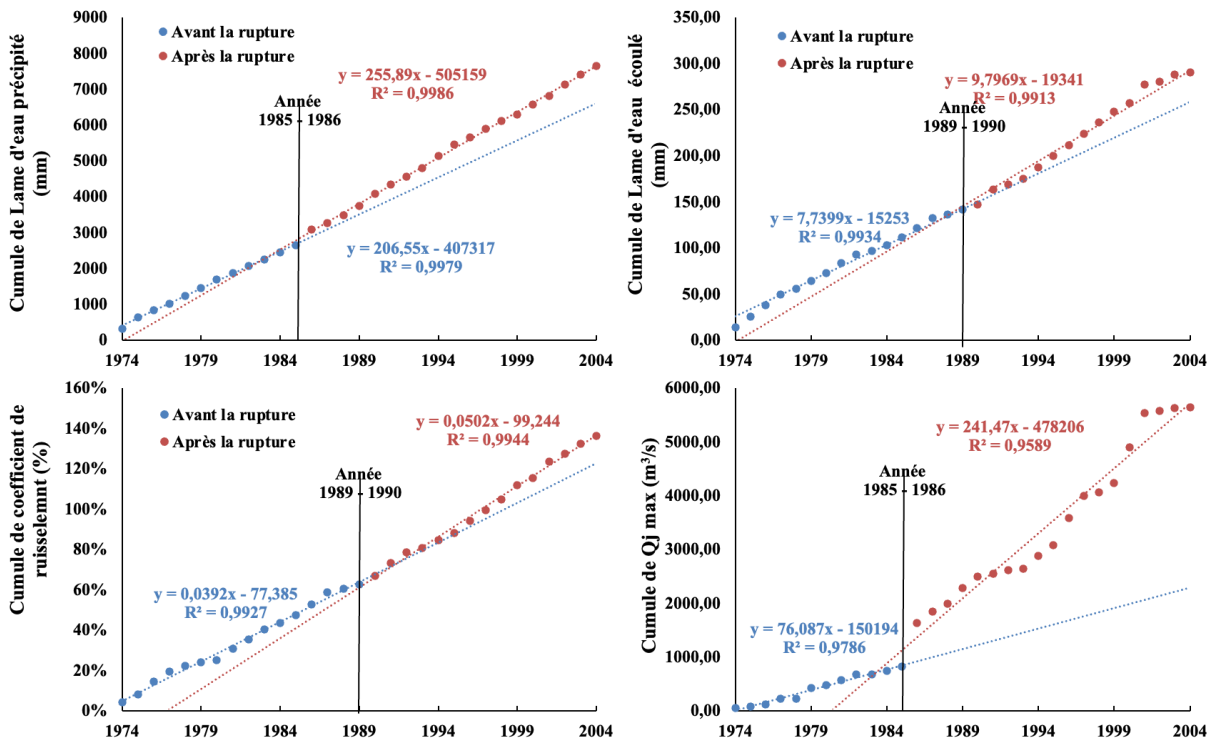 Cumule de Lame d'eau précipité
(mm)
9000
8000
7000
6000
5000
4000
3000
2000
1000
0
Avant la rupture
Après la rupture
y = 255,89x - 505159
R² = 0,9986
Année
1985 - 1986
y = 206,55x - 407317
R² = 0,9979
1974
1979
1984
1989
1994
1999
2004
Cumule de Lame d'eau écoulé
(mm)
350,00
300,00
250,00
200,00
150,00
100,00
50,00
0,00
Avant la rupture
Après la rupture
y = 9,7969x - 19341
R² = 0,9913
Année
1989 - 1990
y = 7,7399x - 15253
R² = 0,9934
1974
1979
1984
1989
1994
1999
2004
Cumule de coefficient de
ruisselemnt (%)
160%
140%
120%
100%
80%
60%
40%
20%
0%
Avant la rupture
Après la rupture
y = 0,0502x - 99,244
R² = 0,9944
Année
1989 - 1990
y = 0,0392x - 77,385
R² = 0,9927
1974
1979
1984
1989
1994
1999
2004
Cumule de Qj max (m³/s)
6000,00
5000,00
4000,00
3000,00
2000,00
1000,00
0,00
y = 241,47x - 478206
R² = 0,9589
Année
1985 - 1986
y = 76,087x - 150194
R² = 0,9786
1974
1979
1984
1989
1994
1999
2004